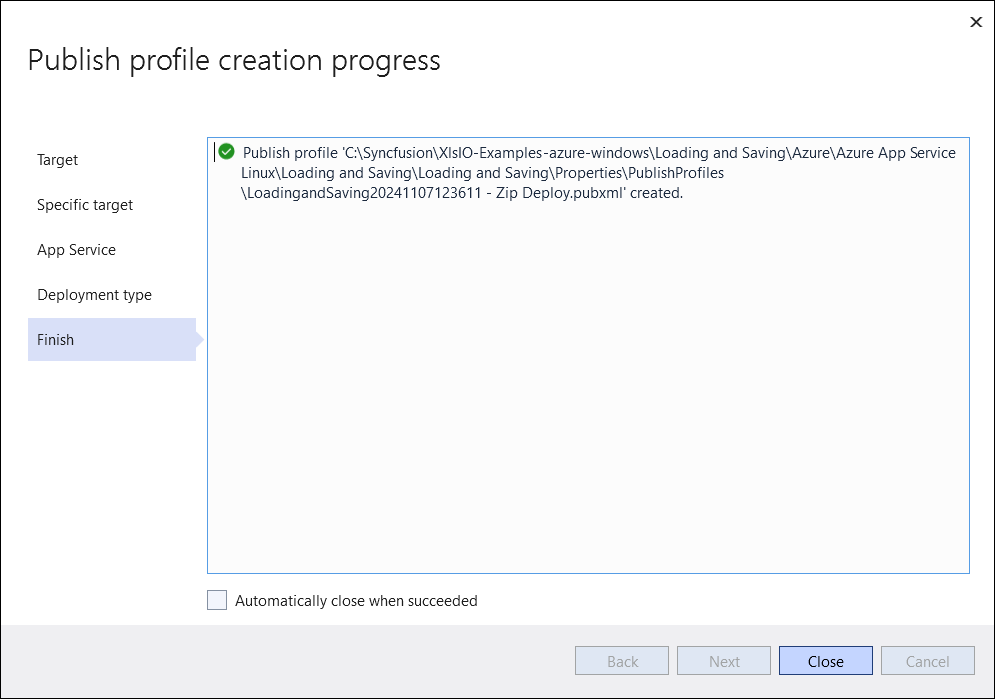 Publish profile creation progress
Target
Specific target
App Service
Deployment type
Finish
Publish profile 'C:\Syncfusion\XlsIO-Examples-azure-windows\Loading and Saving\Azure\Azure App Service
Linux\Loading and Saving\Loading and Saving\Properties\PublishProfiles
\LoadingandSaving20241107123611 - Zip Deploy.pubxml' created.
Automatically close when succeeded
Back
Next
Close
Cancel